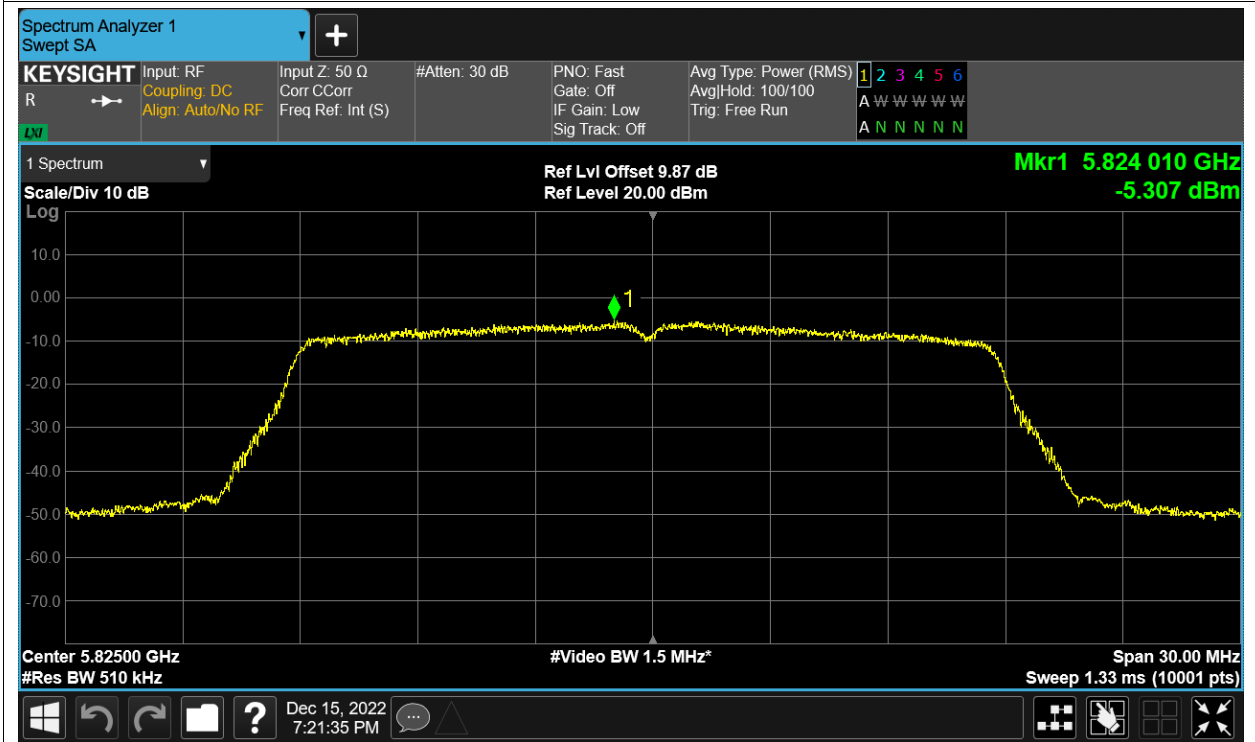 Spectrum Analyzer 1
Swept SA
KEYSIGHT
R
LXI
Input: RF
Coupling: DC
Align: Auto/No RF
Input Z: 50 Ω
Corr CCorr
Freq Ref: Int (S)
#Atten: 30 dB
PNO: Fast
Gate: Off
IF Gain: Low
Sig Track: Off
Avg Type: Power (RMS)
Avg|Hold: 100/100
Trig: Free Run
1 2 3 4 5 6
A W W W W W
A N N N N N
1 Spectrum
Scale/Div 10 dB
Log
Ref Lvl Offset 9.87 dB
Ref Level 20.00 dBm
Mkr1 5.824 010 GHz
-5.307 dBm
10.0
0.00
-10.0
-20.0
-30.0
-40.0
-50.0
-60.0
-70.0
1
Center 5.82500 GHz
#Res BW 510 kHz
#Video BW 1.5 MHz*
Span 30.00 MHz
Sweep 1.33 ms (10001 pts)
?
Dec 15, 2022
7:21:35 PM